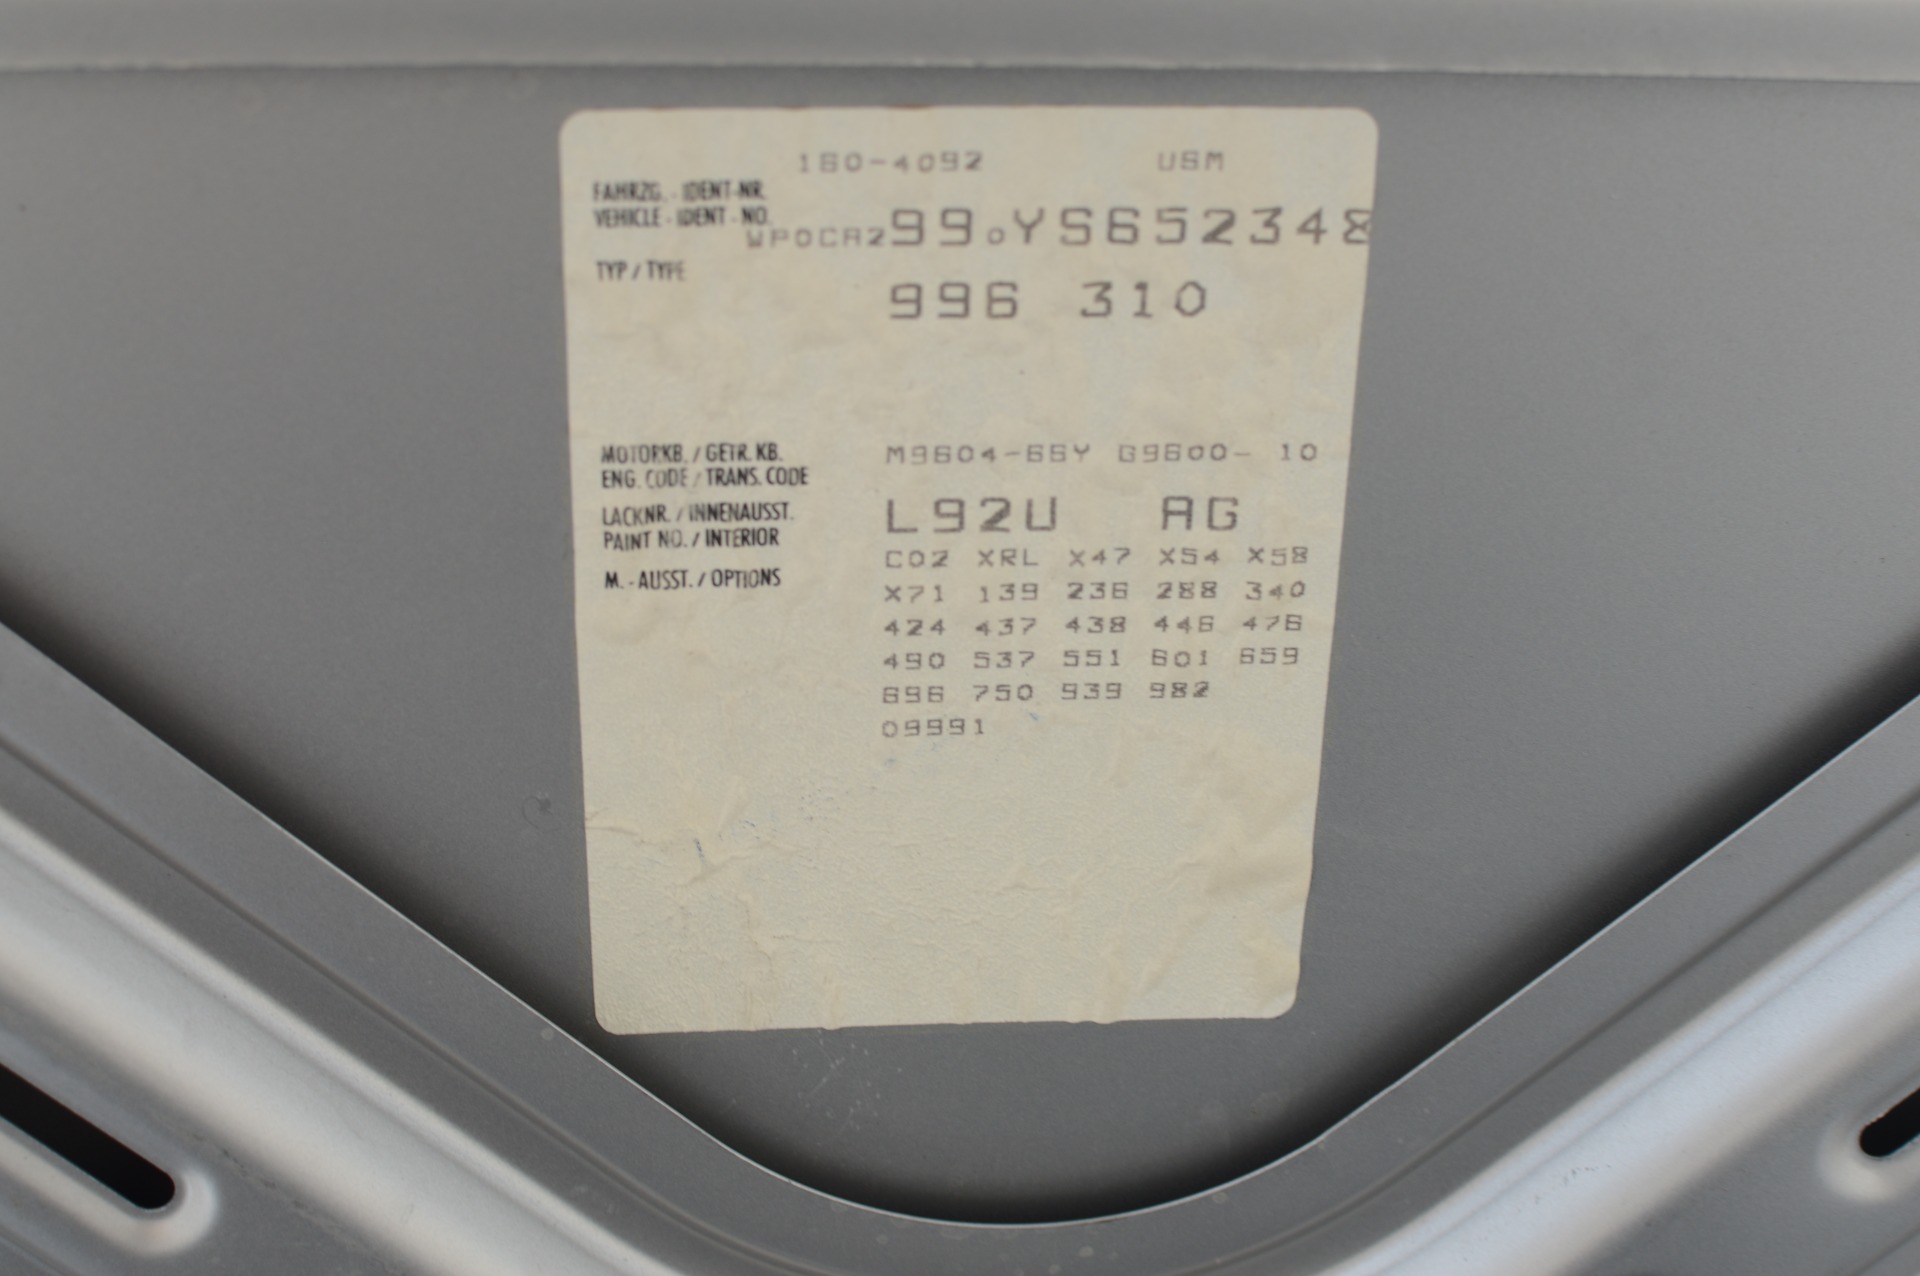 160-4092 USM
FAHRZG. - IDENT-NR.
VEHICLE - IDENT - NO.
WP0CA299.YS652348
TYP / TYPE
996 310
MOTORKB. / GETR. KB. M9604-66Y G9600- 10
ENG. CODE / TRANS. CODE
LACKNR. / INNENAUSST. L92U AG
PAINT NO. / INTERIOR
C02 XRL X47 X54 X58
M. - AUSST. / OPTIONS X71 139 236 288 340
424 437 438 446 476
490 537 551 601 659
696 750 939 982
09991